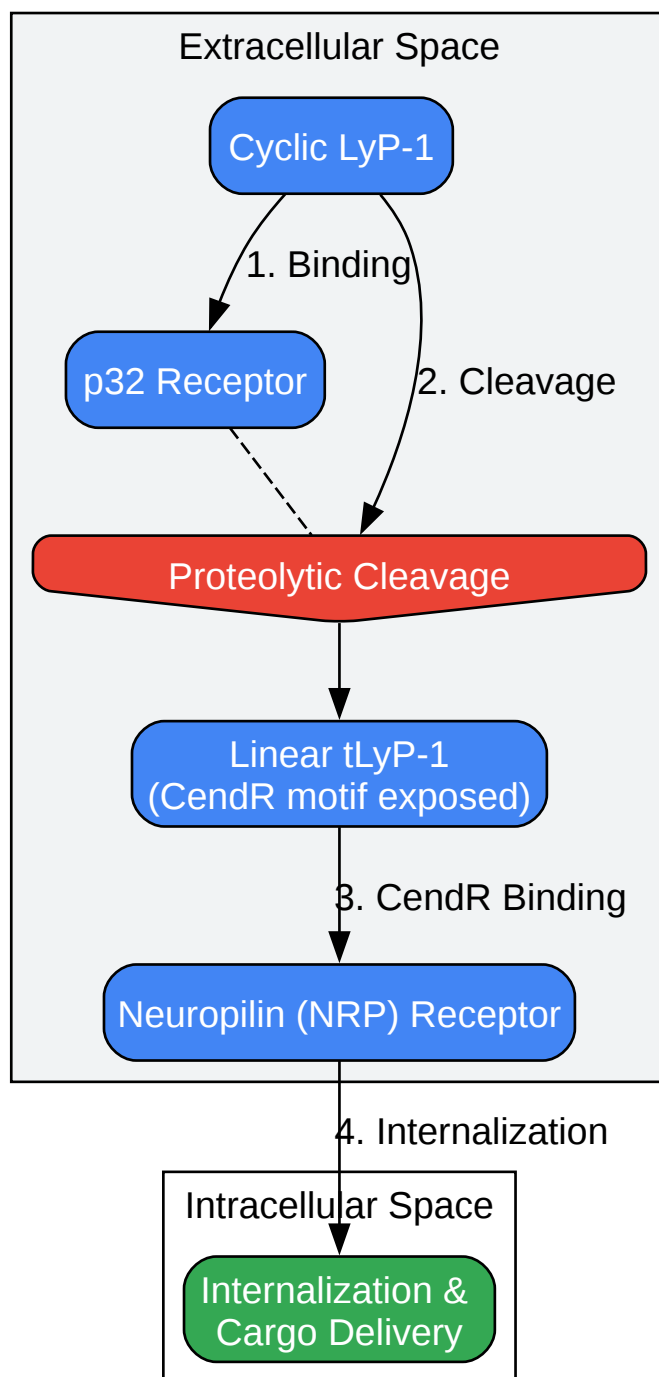 Extracellular Space
Cyclic LyP-1
1. Binding
p32 Receptor
2. Cleavage
Proteolytic Cleavage
Linear tLyP-1
(CendR motif exposed)
3. CendR Binding
Neuropilin (NRP) Receptor
4. Internalization
Intracellular Space
Internalization &
Cargo Delivery